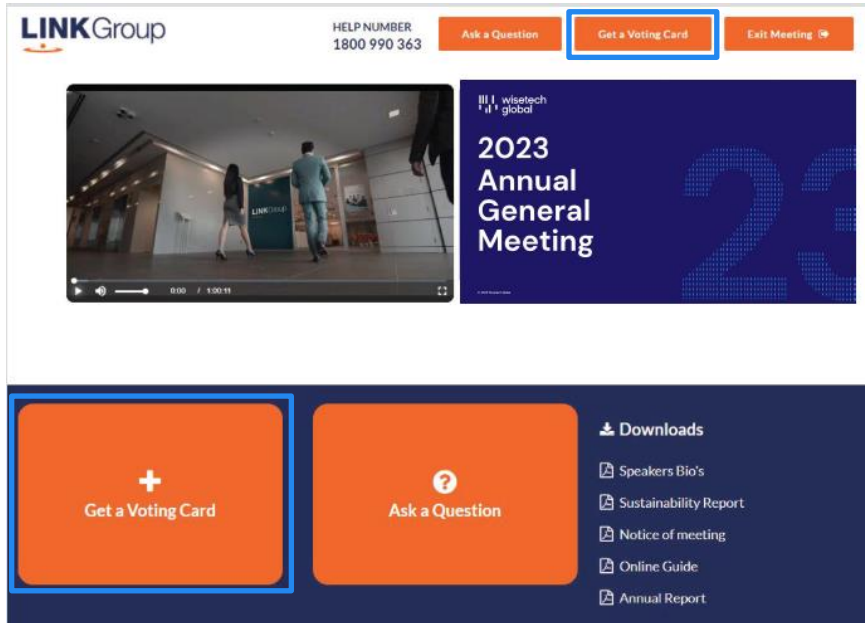 LINKGroup
HELP NUMBER
1800 990 363
Ask a Question
Get a Voting Card
Exit Meeting
LINKGroup
0:00 / 1:00:11
wisetech
global
2023
Annual
General
Meeting
23
Get a Voting Card
Ask a Question
Downloads
Speakers Bio's
Sustainability Report
Notice of meeting
Online Guide
Annual Report